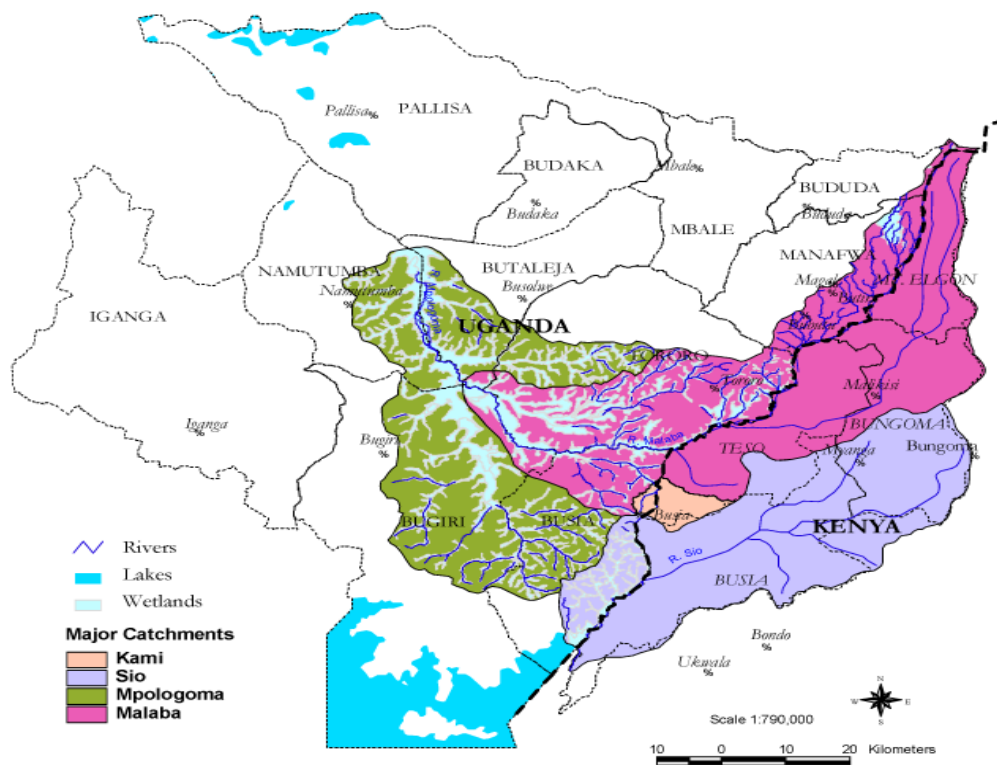 PALLISA
Pallisa
BUDAKA
Budaka
Mbale
BUDUDA
Bududa
MBALE
MANAFWA
Magale
MT. ELGON
NAMUTUMBA
Namutumba
BUTALEJA
Busolwe
R. Mpologoma
UGANDA
IGANGA
TORORO
Tororo
Malikisi
Iganga
Bugiri
R. Malaba
TESO
BUNGOMA
Myanga
Bungoma
BUGIRI
BUSIA
Busia
KENYA
R. Sio
BUSIA
Bondo
Ukwala
Rivers
Lakes
Wetlands
Major Catchments
Kami
Sio
Mpologoma
Malaba
N
W E
S
Scale 1:790,000
10 0 10 20 Kilometers